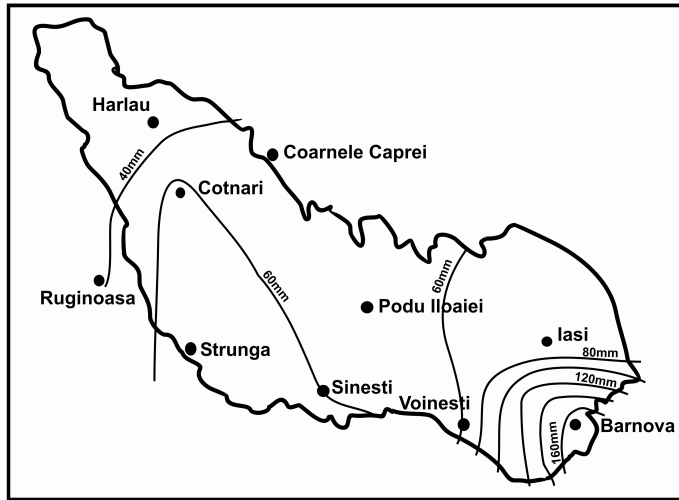 Harlau
Coarnele Caprei
40mm
Cotnari
60mm
60mm
Ruginoasa
Podu Iloaiei
Iasi
Strunga
80mm
120mm
Sinesti
Voinesti
Barnova
160mm